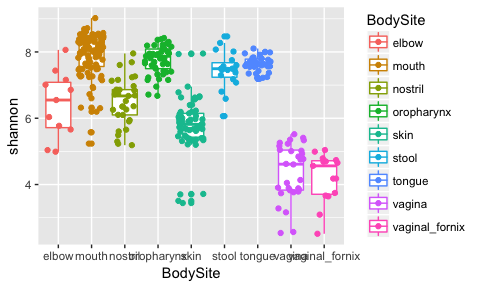 BodySite
elbow
mouth
nostril
oropharynx
skin
stool
tongue
vagina
vaginal_fornix
shannon
8
6
4
elbow mouth nostril oropharynx skin stool tongue vagina vaginal_fornix
BodySite